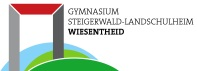 GYMNASIUM
STEIGERWALD-LANDSCHULHEIM
WIESENTHEID